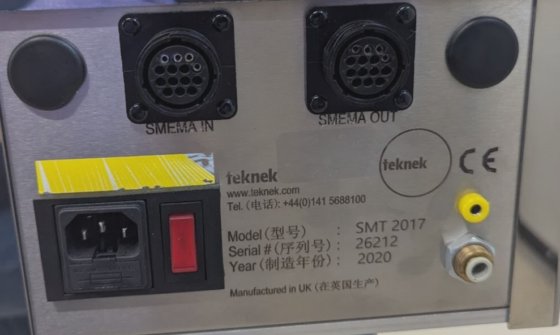 SMEMA IN
SMEMA OUT
teknek
teknek
www.teknek.com
Tel. (电话): +44(0)141 5688100
Model (型号) : SMT 2017
Serial # (序列号) : 26212
Year (制造年份) : 2020
Manufactured in UK (在英国生产)
CE